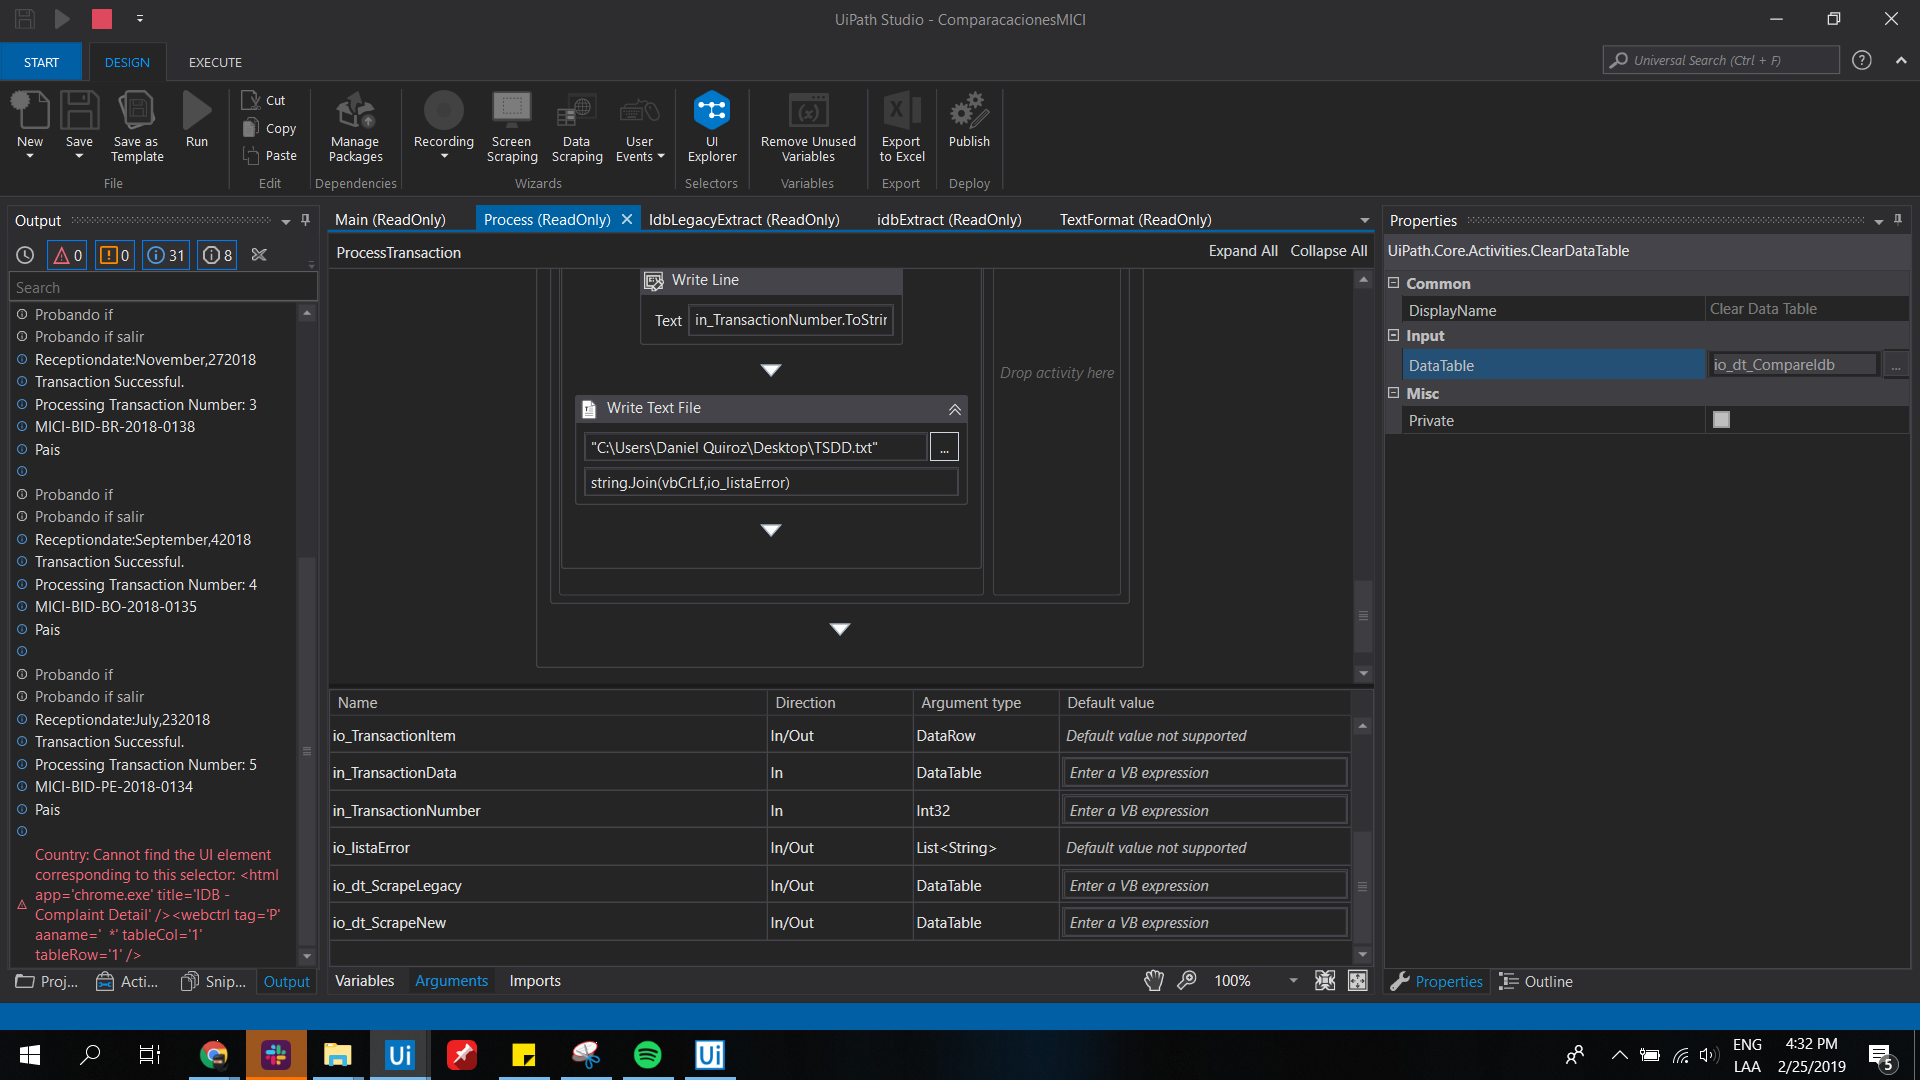 UiPath Studio - ComparacacionesMICI
START
DESIGN
EXECUTE
Universal Search (Ctrl + F)
New
Save
Save as Template
Run
Cut
Copy
Paste
Manage Packages
Recording
Screen Scraping
Data Scraping
User Events
UI Explorer
Remove Unused Variables
Export to Excel
Publish
File
Edit
Dependencies
Wizards
Selectors
Variables
Export
Deploy
Output
0
0
31
8
Search
Probando if
Probando if salir
Receptiondate:November,272018
Transaction Successful.
Processing Transaction Number: 3
MICI-BID-BR-2018-0138
Pais
Probando if
Probando if salir
Receptiondate:September,42018
Transaction Successful.
Processing Transaction Number: 4
MICI-BID-BO-2018-0135
Pais
Probando if
Probando if salir
Receptiondate:July,232018
Transaction Successful.
Processing Transaction Number: 5
MICI-BID-PE-2018-0134
Pais
Country: Cannot find the UI element
corresponding to this selector: <html
app='chrome.exe' title='IDB -
Complaint Detail' /><webctrl tag='P'
aaname='  *' tableCol='1'
tableRow='1' />
Proj...
Acti...
Snip...
Output
Main (ReadOnly)
Process (ReadOnly)
IdbLegacyExtract (ReadOnly)
idbExtract (ReadOnly)
TextFormat (ReadOnly)
ProcessTransaction
Expand All
Collapse All
Write Line
Text
in_TransactionNumber.ToStrin
Drop activity here
Write Text File
"C:\Users\Daniel Quiroz\Desktop\TSDD.txt"
...
string.Join(vbCrLf,io_listaError)
Name Direction Argument type Default value
io_TransactionItem In/Out DataRow Default value not supported
in_TransactionData In DataTable Enter a VB expression
in_TransactionNumber In Int32 Enter a VB expression
io_listaError In/Out List<String> Default value not supported
io_dt_ScrapeLegacy In/Out DataTable Enter a VB expression
io_dt_ScrapeNew In/Out DataTable Enter a VB expression
Variables
Arguments
Imports
100%
Properties
UiPath.Core.Activities.ClearDataTable
Common
DisplayName Clear Data Table
Input
DataTable io_dt_CompareIdb ...
Misc
Private
Properties
Outline
Ui
Ui
ENG
LAA
4:32 PM
2/25/2019
5